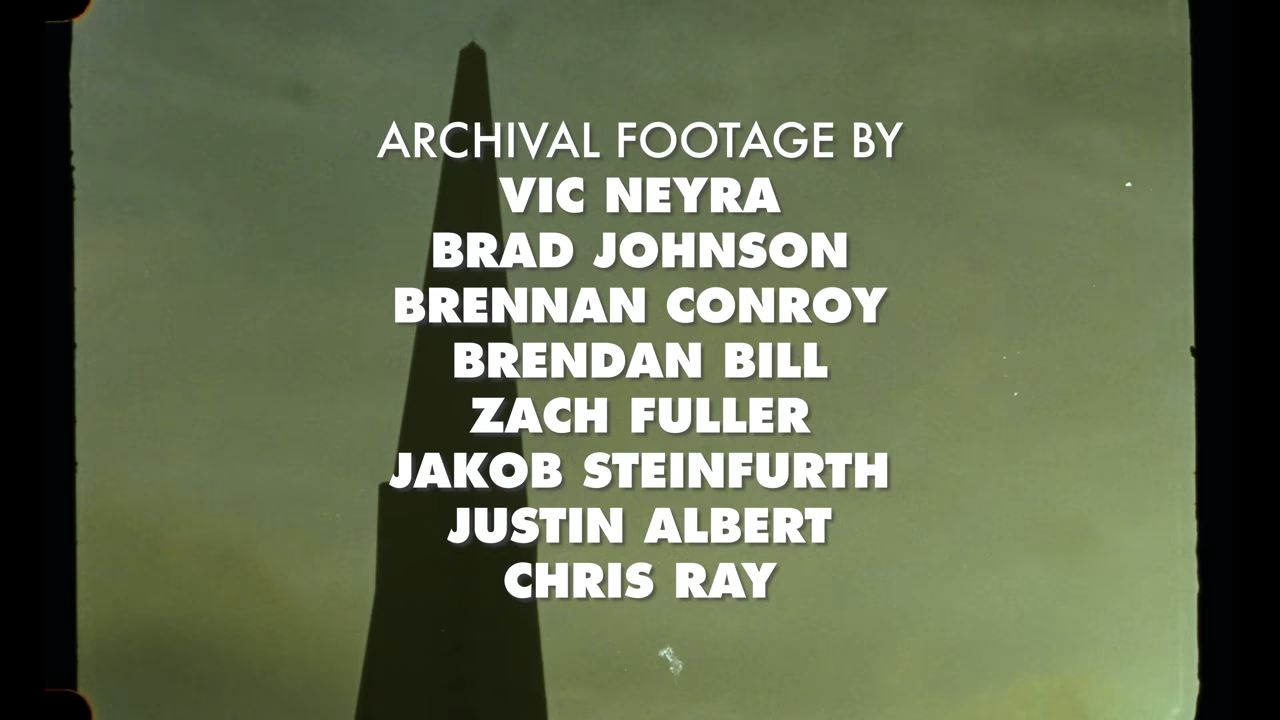 ARCHIVAL FOOTAGE BY
VIC NEYRA
BRAD JOHNSON
BRENNAN CONROY
BRENDAN BILL
ZACH FULLER
JAKOB STEINFURTH
JUSTIN ALBERT
CHRIS RAY